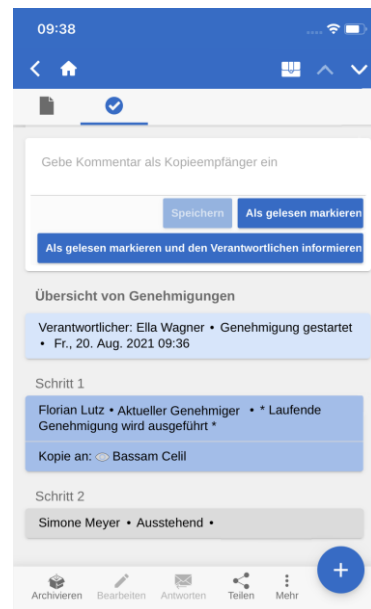 09:38
Gebe Kommentar als Kopieempfänger ein
Speichern
Als gelesen markieren
Als gelesen markieren und den Verantwortlichen informieren
Übersicht von Genehmigungen
Verantwortlicher: Ella Wagner • Genehmigung gestartet
• Fr., 20. Aug. 2021 09:36
Schritt 1
Florian Lutz • Aktueller Genehmiger • * Laufende
Genehmigung wird ausgeführt *
Kopie an: Bassam Celil
Schritt 2
Simone Meyer • Ausstehend •
Archivieren Bearbeiten Antworten Teilen Mehr